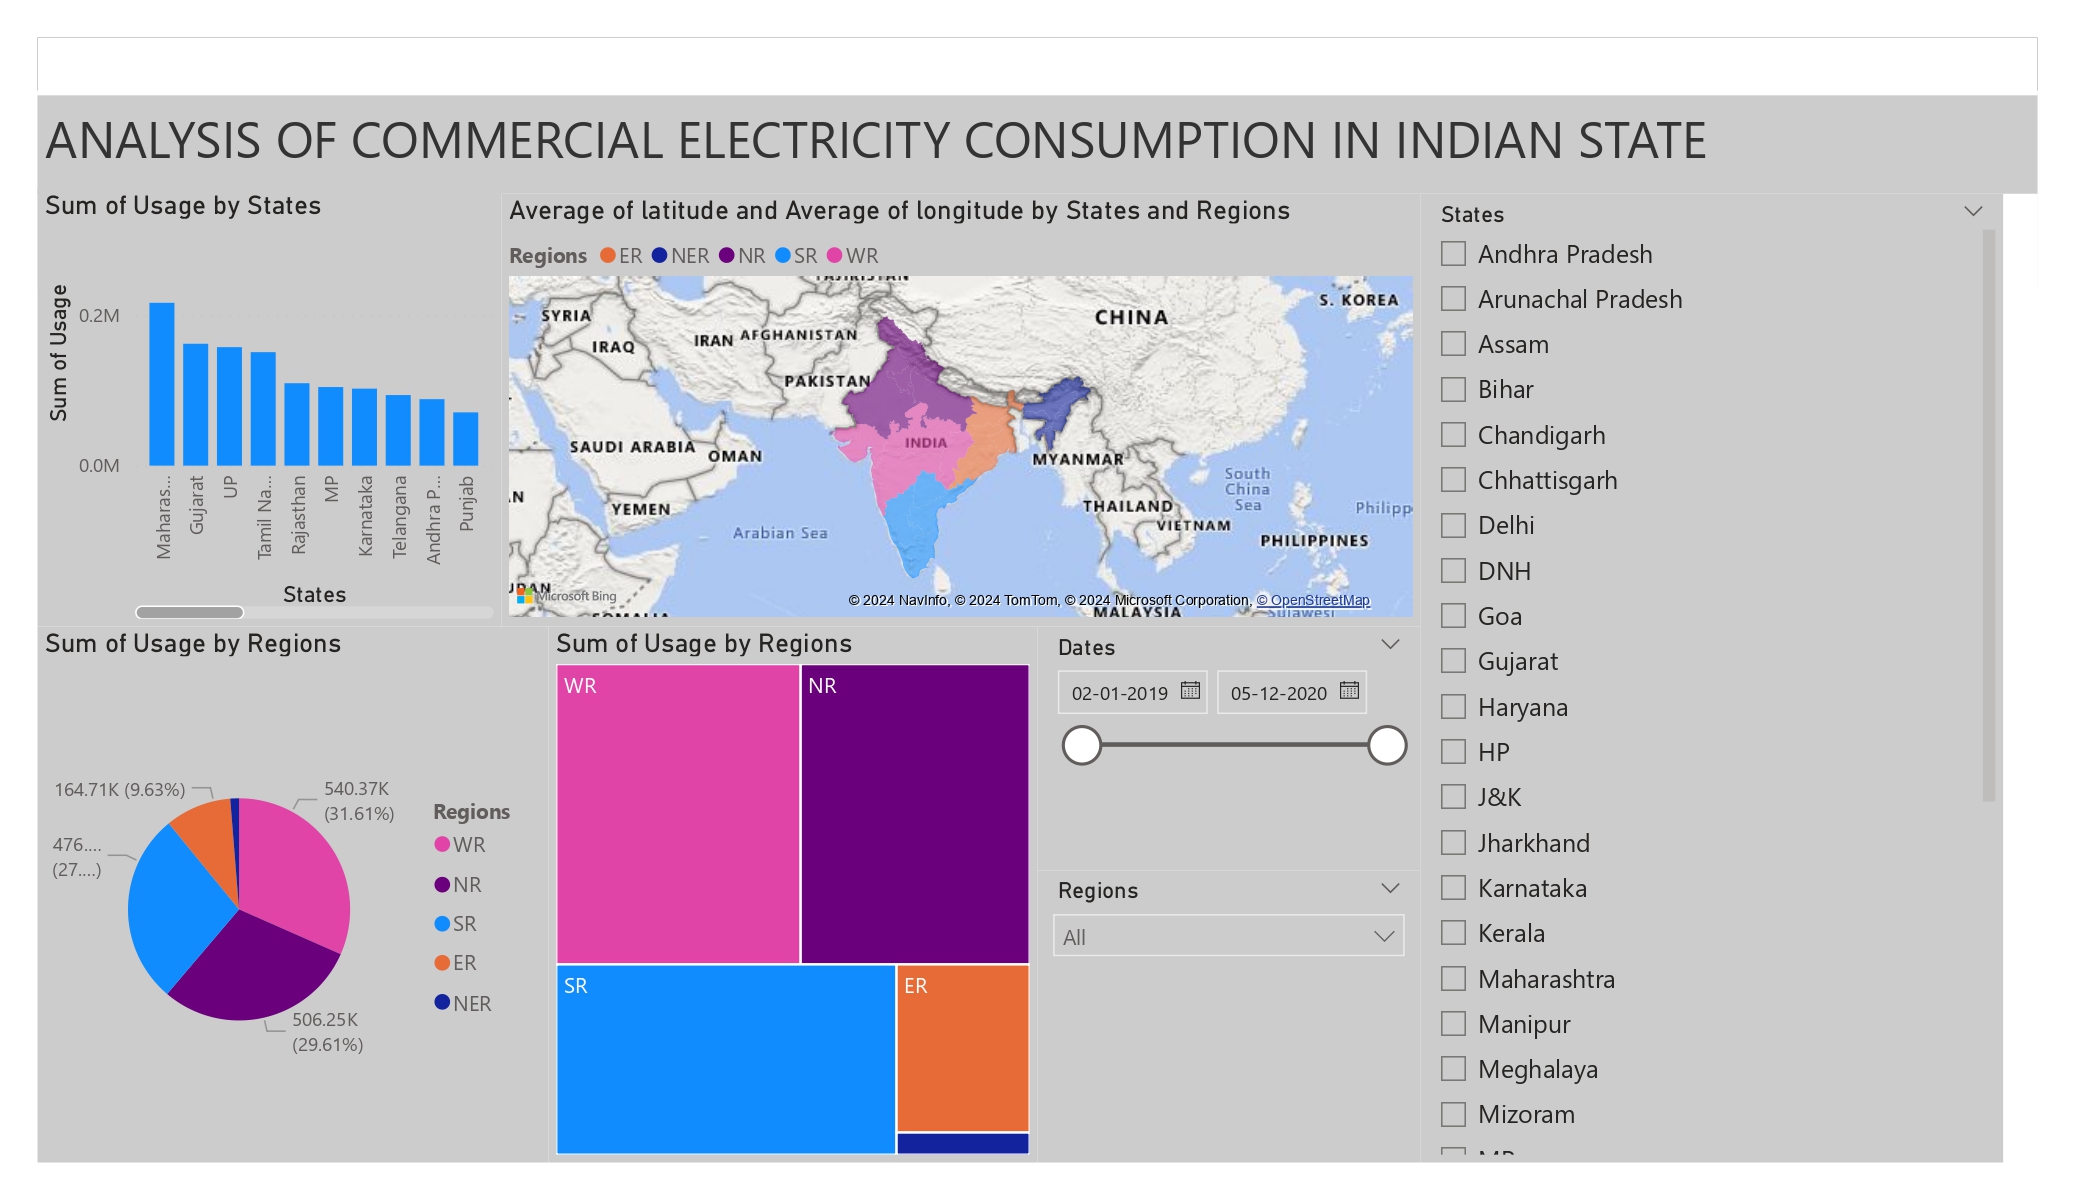 ANALYSIS OF COMMERCIAL ELECTRICITY CONSUMPTION IN INDIAN STATE
Sum of Usage by States
Sum of Usage
0.2M
0.0M
Maharas...
Gujarat
UP
Tamil Na...
Rajasthan
MP
Karnataka
Telangana
Andhra P...
Punjab
States
Average of latitude and Average of longitude by States and Regions
Regions ER NER NR SR WR
TAJIKISTAN
S. KOREA
SYRIA
CHINA
IRAN AFGHANISTAN
IRAQ
PAKISTAN
INDIA
SAUDI ARABIA
OMAN
MYANMAR
South
China
Sea
YEMEN
THAILAND
Philipp
Arabian Sea
VIETNAM
PHILIPPINES
Microsoft Bing
© 2024 NavInfo, © 2024 TomTom, © 2024 Microsoft Corporation, © OpenStreetMap
SOMALIA
MALAYSIA
Sulawesi
States
Andhra Pradesh
Arunachal Pradesh
Assam
Bihar
Chandigarh
Chhattisgarh
Delhi
DNH
Goa
Gujarat
Haryana
HP
J&K
Jharkhand
Karnataka
Kerala
Maharashtra
Manipur
Meghalaya
Mizoram
MP
Sum of Usage by Regions
164.71K (9.63%)
540.37K
(31.61%)
476....
(27....)
506.25K
(29.61%)
Regions
WR
NR
SR
ER
NER
Sum of Usage by Regions
WR
NR
SR
ER
Dates
02-01-2019
05-12-2020
Regions
All